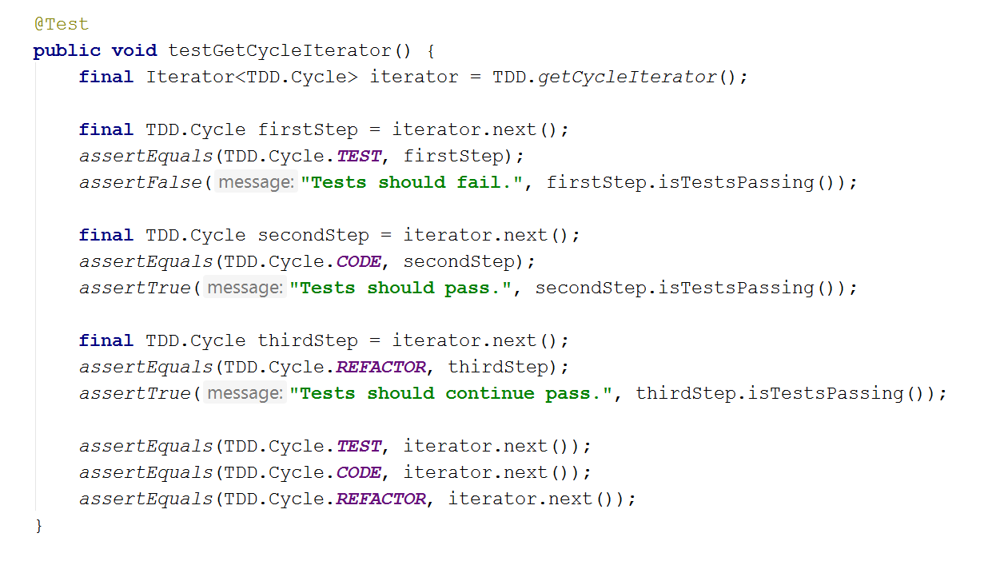 @Test
public void testGetCycleIterator() {
final Iterator<TDD.Cycle> iterator = TDD.getCycleIterator();
final TDD.Cycle firstStep = iterator.next();
assertEquals(TDD.Cycle.TEST, firstStep);
assertFalse( message: "Tests should fail.", firstStep.isTestsPassing());
final TDD.Cycle secondStep = iterator.next();
assertEquals(TDD.Cycle.CODE, secondStep);
assertTrue( message: "Tests should pass.", secondStep.isTestsPassing());
final TDD.Cycle thirdStep = iterator.next();
assertEquals(TDD.Cycle.REFACTOR, thirdStep);
assertTrue( message: "Tests should continue pass.", thirdStep.isTestsPassing());
assertEquals(TDD.Cycle.TEST, iterator.next());
assertEquals(TDD.Cycle.CODE, iterator.next());
assertEquals(TDD.Cycle.REFACTOR, iterator.next());
}